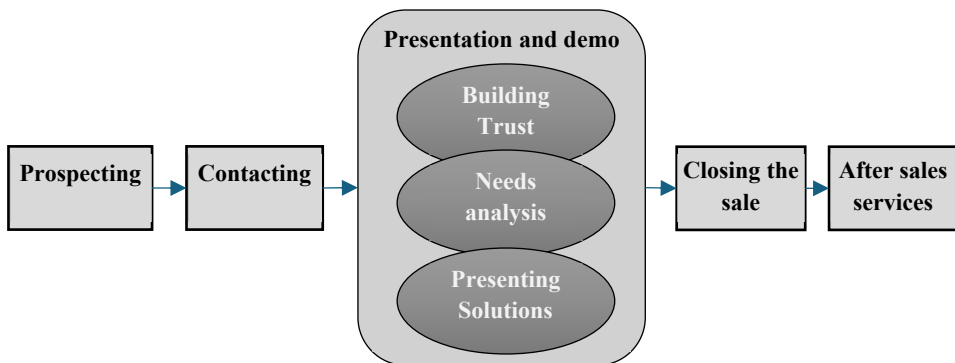 Prospecting
Contacting
Presentation and demo
Building
Trust
Needs
analysis
Presenting
Solutions
Closing the
sale
After sales
services